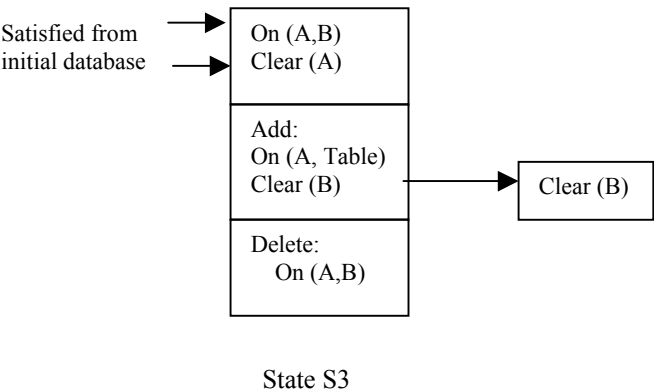 Satisfied from
initial database
On (A,B)
Clear (A)
Add:
On (A, Table)
Clear (B)
Clear (B)
Delete:
On (A,B)
State S3